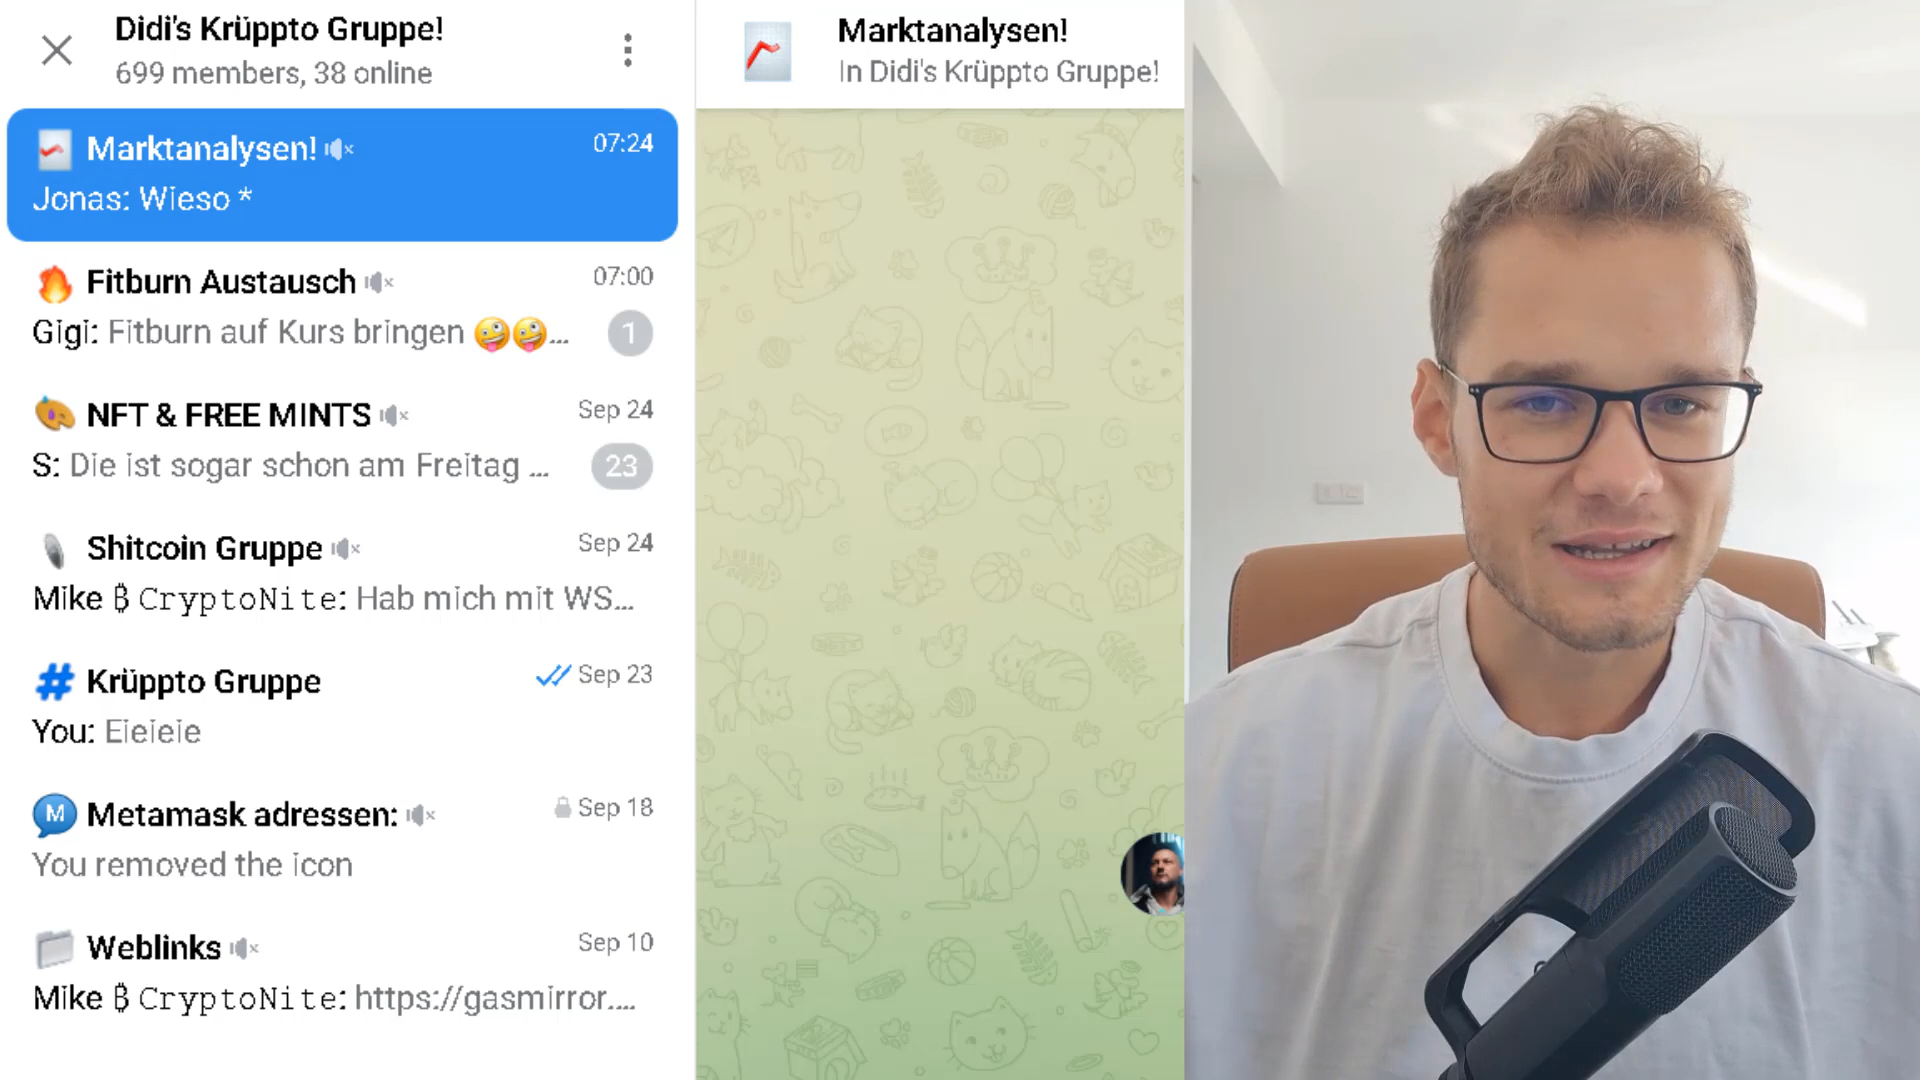 Didi's Krüppto Gruppe!
699 members, 38 online
Marktanalysen! 07:24
Jonas: Wieso *
Fitburn Austausch 07:00
Gigi: Fitburn auf Kurs bringen 🤪🤪... 1
NFT & FREE MINTS Sep 24
S: Die ist sogar schon am Freitag ... 23
Shitcoin Gruppe Sep 24
Mike ₿ CryptoNite: Hab mich mit WS...
# Krüppto Gruppe Sep 23
You: Eieieie
M Metamask adressen: Sep 18
You removed the icon
Weblinks Sep 10
Mike ₿ CryptoNite: https://gasmirror....
Marktanalysen!
In Didi's Krüppto Gruppe!